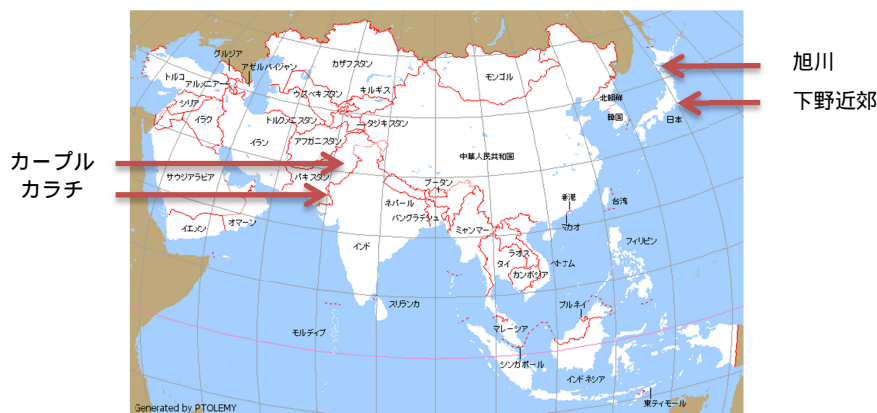 旭川
下野近郊
カープル
カラチ
グルジア
トルコ
アルメニア
アゼルバイジャン
カザフスタン
モンゴル
シリア
イラク
ウズベキスタン
キルギス
北朝鮮
韓国
日本
トルクメニスタン
タジキスタン
イラン
アフガニスタン
中華人民共和国
サウジアラビア
パキスタン
ブータン
ネパール
バングラデシュ
香港
台湾
マカオ
イエメン
オマーン
インド
ミャンマー
ラオス
タイ
ベトナム
カンボジア
フィリピン
スリランカ
モルディブ
ブルネイ
マレーシア
シンガポール
インドネシア
東ティモール
Generated by PTOLEMY